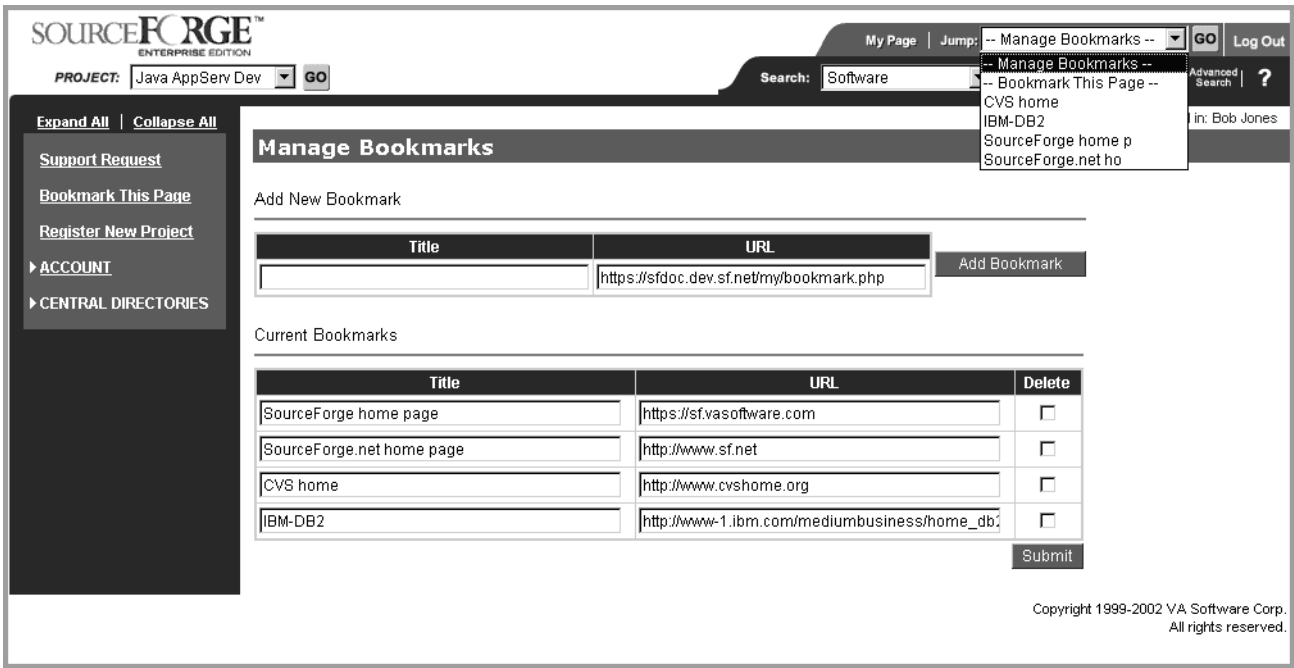 SOURCEFORGE™
ENTERPRISE EDITION
My Page | Jump: -- Manage Bookmarks -- GO Log Out
PROJECT: Java AppServ Dev GO
Search: Software
Advanced Search | ?
-- Manage Bookmarks --
-- Bookmark This Page --
CVS home
IBM-DB2
SourceForge home p
SourceForge.net ho
in: Bob Jones
Expand All | Collapse All
Support Request
Bookmark This Page
Register New Project
ACCOUNT
CENTRAL DIRECTORIES
Manage Bookmarks
Add New Bookmark
Title URL
https://sfdoc.dev.sf.net/my/bookmark.php Add Bookmark
Current Bookmarks
Title URL Delete
SourceForge home page https://sf.vasoftware.com
SourceForge.net home page http://www.sf.net
CVS home http://www.cvshome.org
IBM-DB2 http://www-1.ibm.com/mediumbusiness/home_db2
Submit
Copyright 1999-2002 VA Software Corp.
All rights reserved.